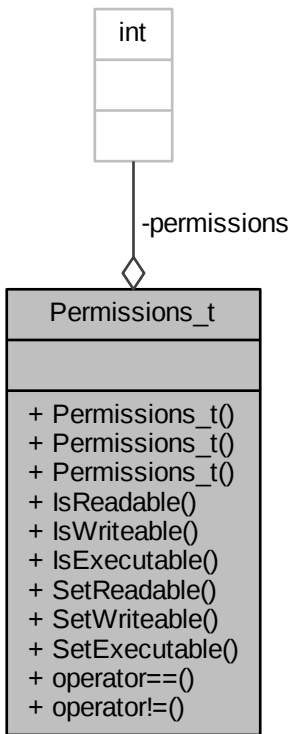 int
-permissions
Permissions_t
+ Permissions_t()
+ Permissions_t()
+ Permissions_t()
+ IsReadable()
+ IsWriteable()
+ IsExecutable()
+ SetReadable()
+ SetWriteable()
+ SetExecutable()
+ operator==()
+ operator!=()